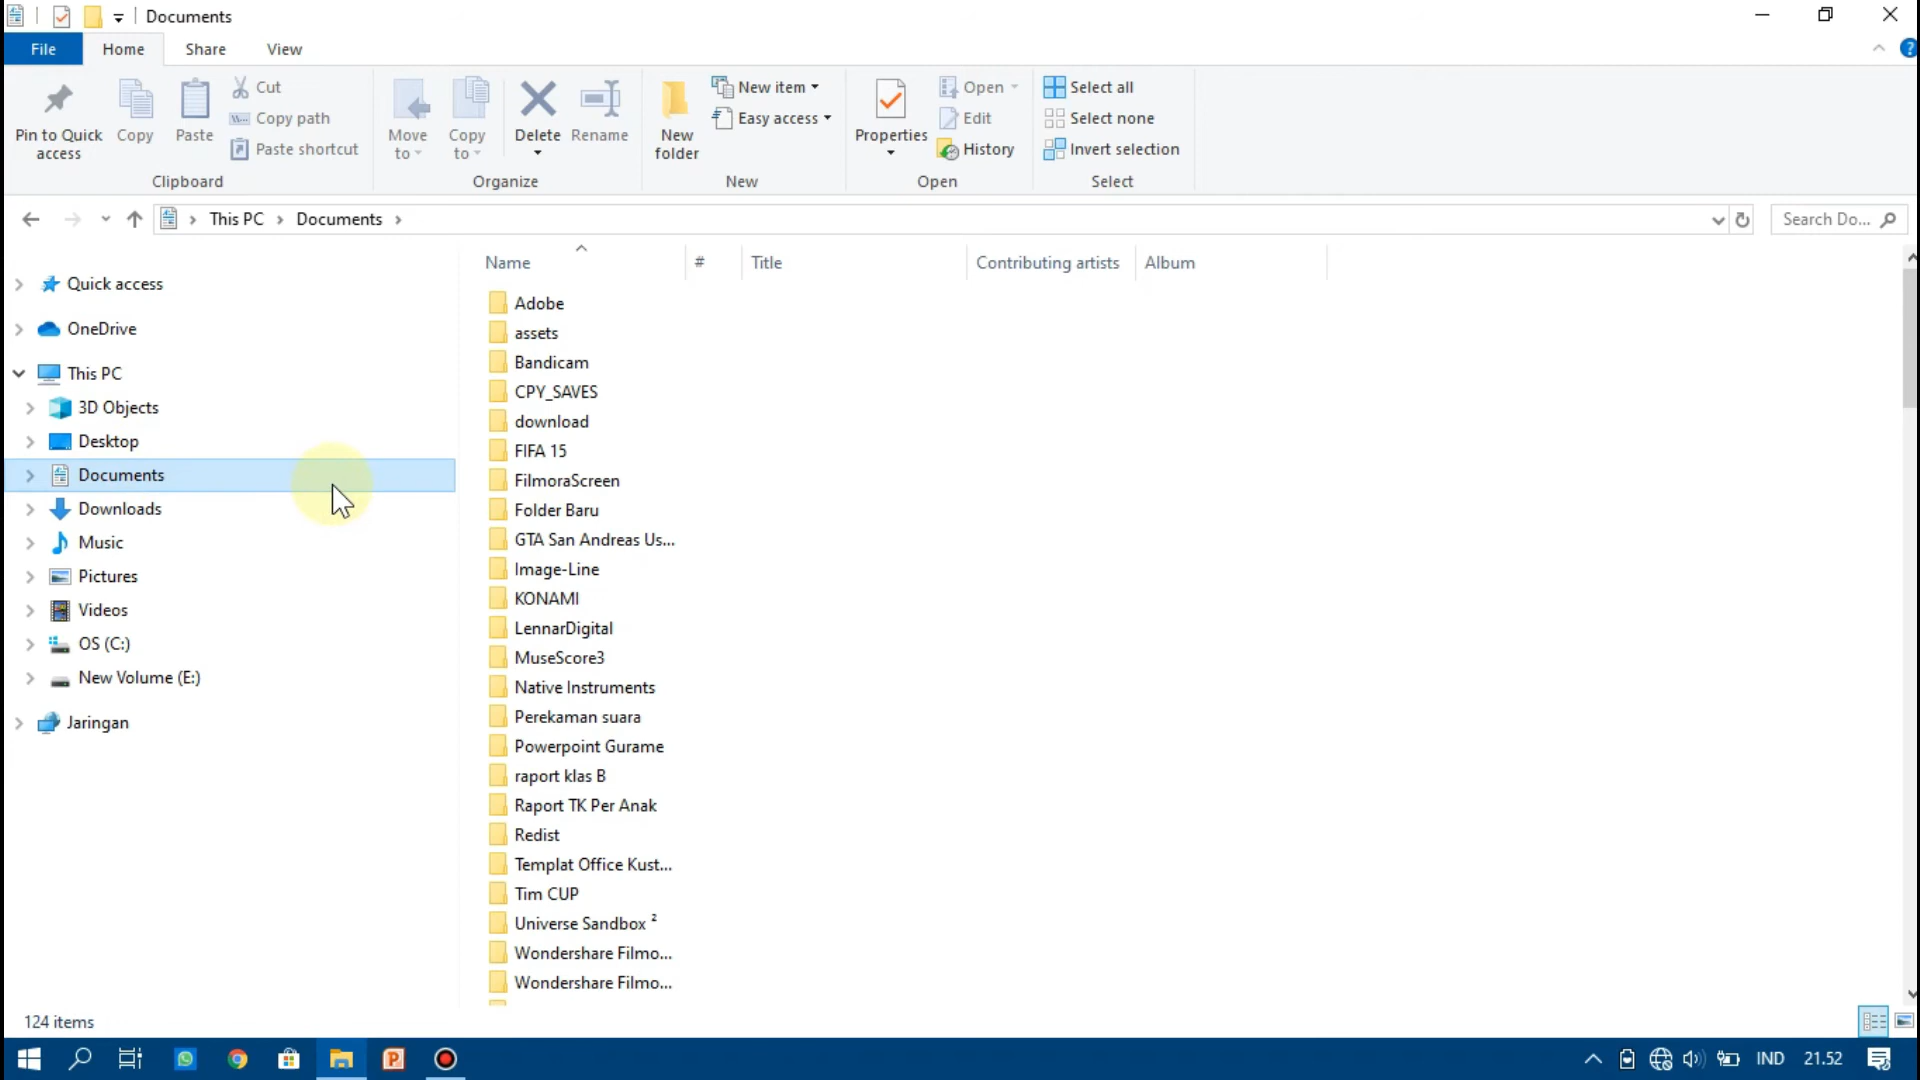 Documents
File
Home
Share
View
Pin to Quick access
Copy
Paste
Cut
Copy path
Paste shortcut
Clipboard
Move to
Copy to
Delete
Rename
Organize
New folder
New item
Easy access
New
Properties
Open
Edit
History
Open
Select all
Select none
Invert selection
Select
This PC
Documents
Search Do...
Quick access
OneDrive
This PC
3D Objects
Desktop
Documents
Downloads
Music
Pictures
Videos
OS (C:)
New Volume (E:)
Jaringan
Name
#
Title
Contributing artists
Album
Adobe
assets
Bandicam
CPY_SAVES
download
FIFA 15
FilmoraScreen
Folder Baru
GTA San Andreas Us...
Image-Line
KONAMI
LennarDigital
MuseScore3
Native Instruments
Perekaman suara
Powerpoint Gurame
raport klas B
Raport TK Per Anak
Redist
Templat Office Kust...
Tim CUP
Universe Sandbox ²
Wondershare Filmo...
Wondershare Filmo...
124 items
IND
21.52